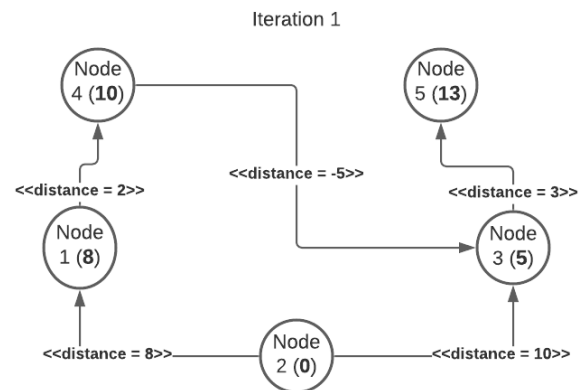 Iteration 1
Node
4 (10)
Node
5 (13)
<<distance = -5>>
<<distance = 2>>
<<distance = 3>>
Node
1 (8)
Node
3 (5)
<<distance = 8>>
Node
2 (0)
<<distance = 10>>